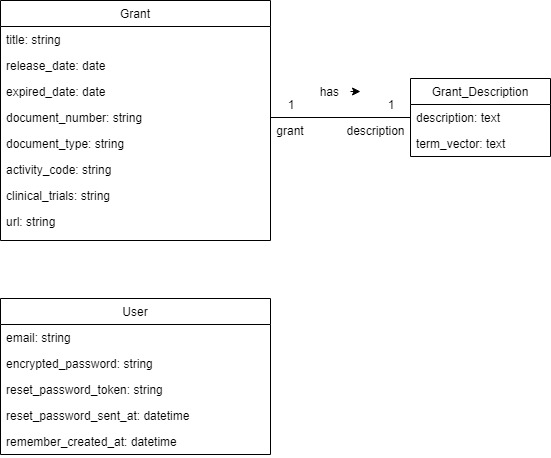 Grant
title: string
release_date: date
expired_date: date
document_number: string
document_type: string
activity_code: string
clinical_trials: string
url: string
has
1
1
grant
description
Grant_Description
description: text
term_vector: text
User
email: string
encrypted_password: string
reset_password_token: string
reset_password_sent_at: datetime
remember_created_at: datetime